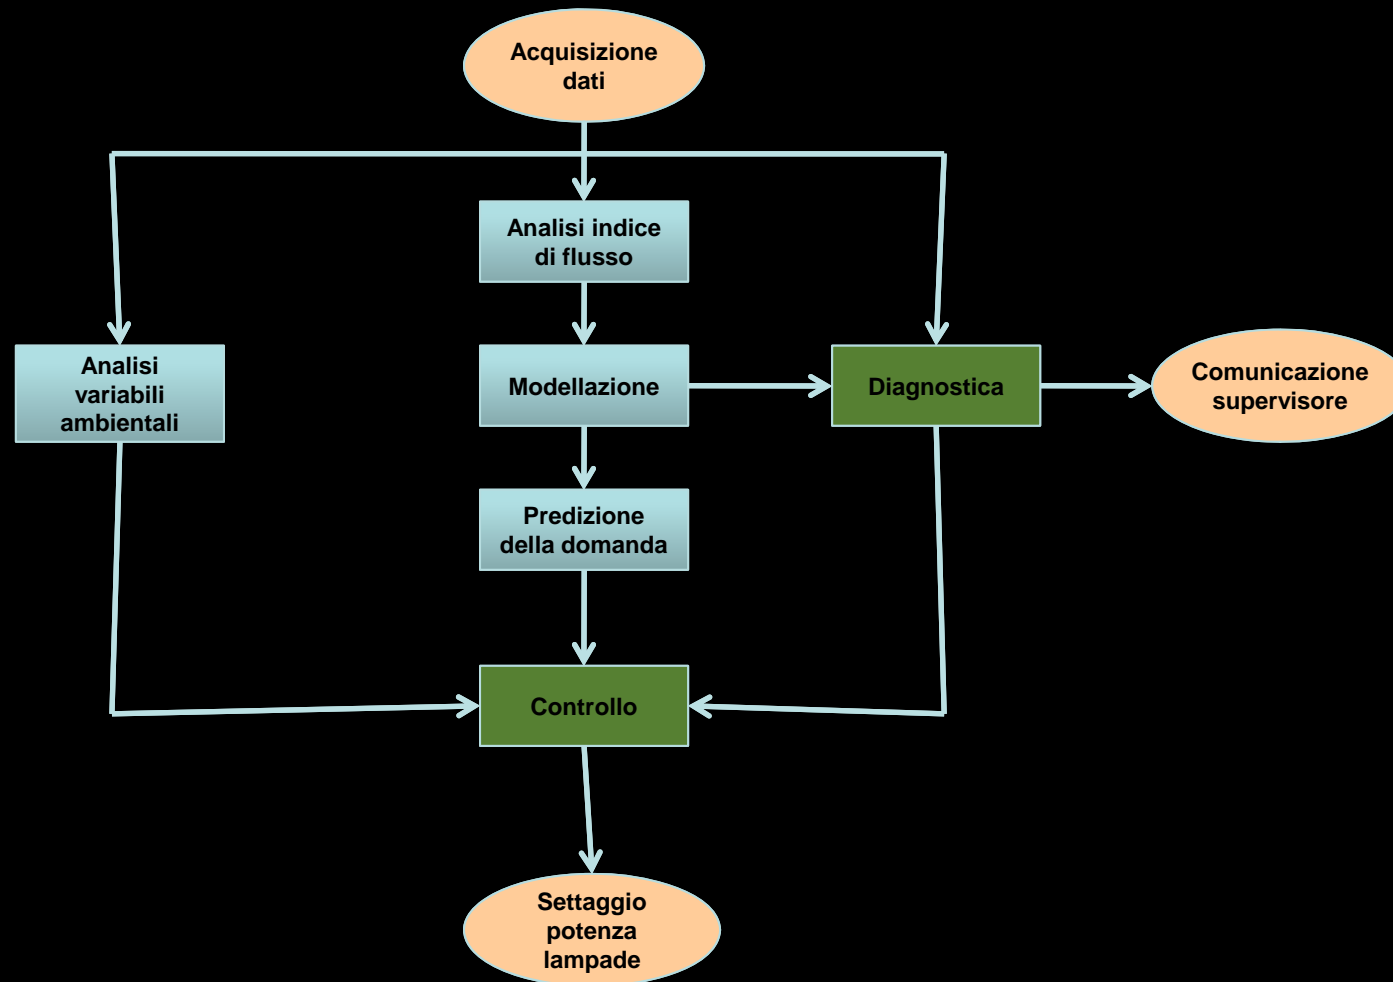 Acquisizione
dati
Analisi indice
di flusso
Analisi
variabili
ambientali
Modellazione
Diagnostica
Comunicazione
supervisore
Predizione
della domanda
Controllo
Settaggio
potenza
lampade